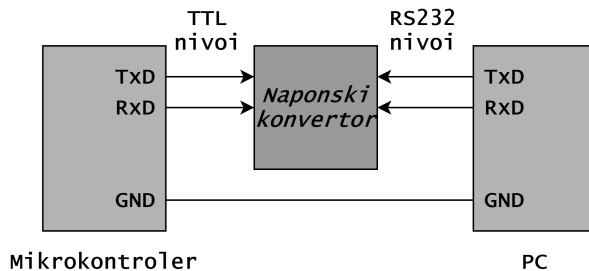 TTL
nivoi
RS232
nivoi
TxD
RxD
GND
Naponski
konvertor
TxD
RxD
GND
Mikrokontroler
PC